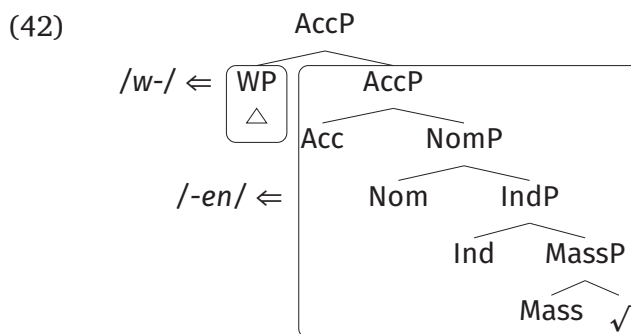 (42)
AccP
/w-/ ⇐ WP AccP
Acc NomP
/-en/ ⇐ Nom IndP
Ind MassP
Mass √